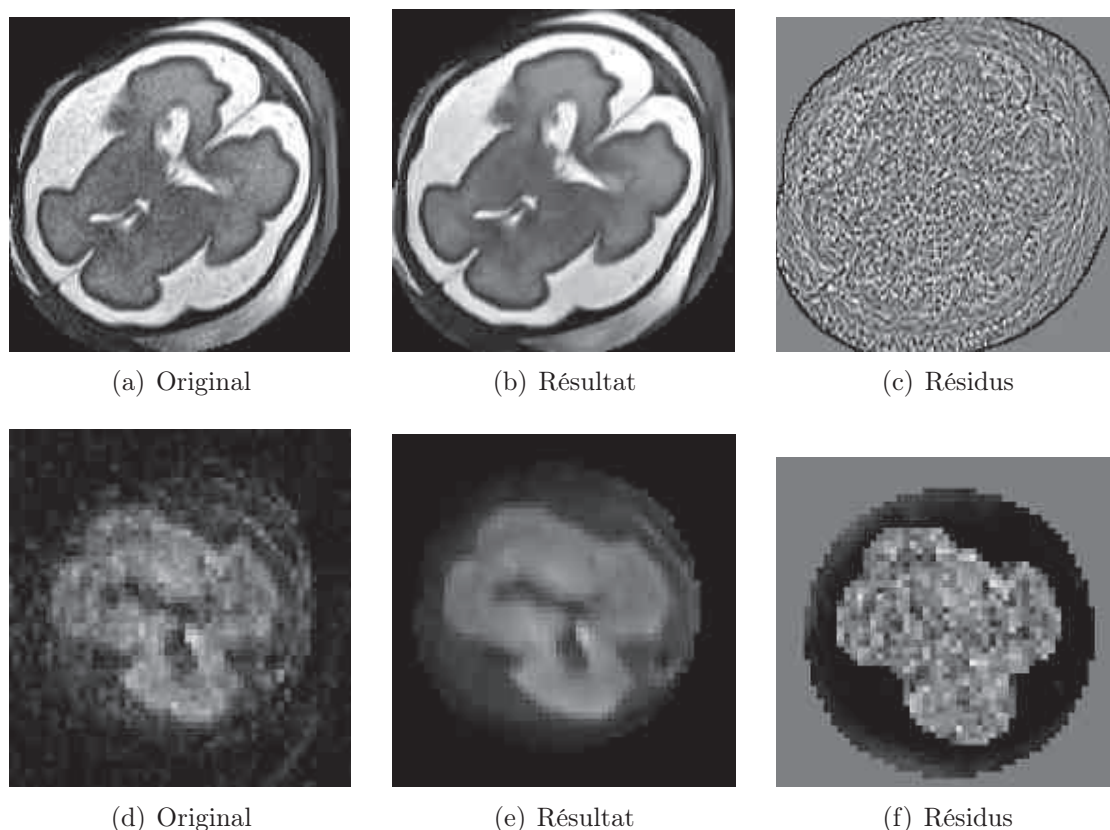 (a) Original
(b) Résultat
(c) Résidus
(d) Original
(e) Résultat
(f) Résidus